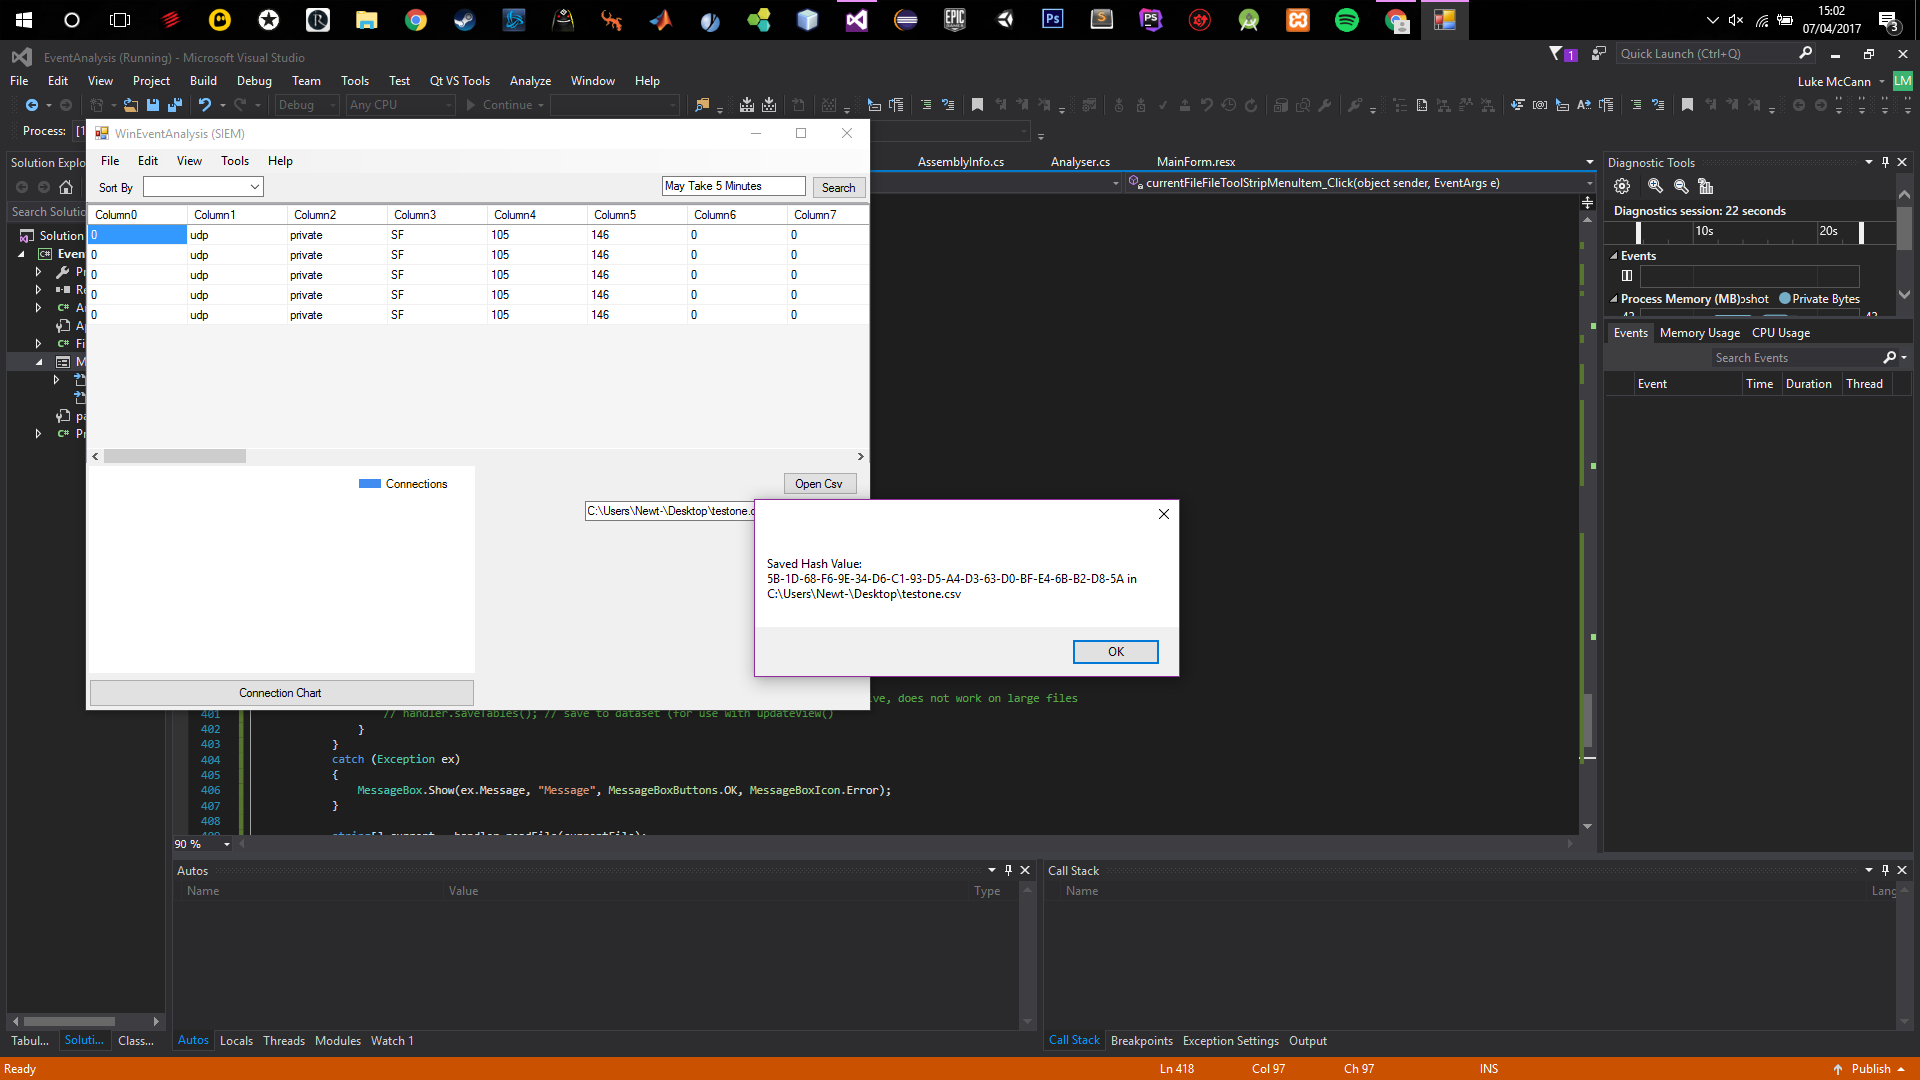 15:02
07/04/2017
3
EventAnalysis (Running) - Microsoft Visual Studio
1
Quick Launch (Ctrl+Q)
File Edit View Project Build Debug Team Tools Test Qt VS Tools Analyze Window Help
Luke McCann LM
Debug Any CPU Continue
Process: [1
WinEventAnalysis (SIEM)
File Edit View Tools Help
Sort By May Take 5 Minutes Search
Column0 Column1 Column2 Column3 Column4 Column5 Column6 Column7
0 udp private SF 105 146 0 0
0 udp private SF 105 146 0 0
0 udp private SF 105 146 0 0
0 udp private SF 105 146 0 0
0 udp private SF 105 146 0 0
Connections
Open Csv
C:\Users\Newt-\Desktop\testone.c
Connection Chart
Saved Hash Value:
5B-1D-68-F6-9E-34-D6-C1-93-D5-A4-D3-63-D0-BF-E4-6B-B2-D8-5A in
C:\Users\Newt-\Desktop\testone.csv
OK
Solution Explo
Search Solutio
Solution
Even
AssemblyInfo.cs Analyser.cs MainForm.resx
currentFileFileToolStripMenuItem_Click(object sender, EventArgs e)
ve, does not work on large files
401 // handler.saveTables(); // save to dataset (for use with updateView()
402 }
403 }
404 catch (Exception ex)
405 {
406 MessageBox.Show(ex.Message, "Message", MessageBoxButtons.OK, MessageBoxIcon.Error);
407 }
408
90 %
Diagnostic Tools
Diagnostics session: 22 seconds
10s 20s
Events
Process Memory (MB) oshot Private Bytes
Events Memory Usage CPU Usage
Search Events
Event Time Duration Thread
Autos
Name Value Type
Call Stack
Name Lang
Tabul... Soluti... Class...
Autos Locals Threads Modules Watch 1
Call Stack Breakpoints Exception Settings Output
Ready Ln 418 Col 97 Ch 97 INS Publish